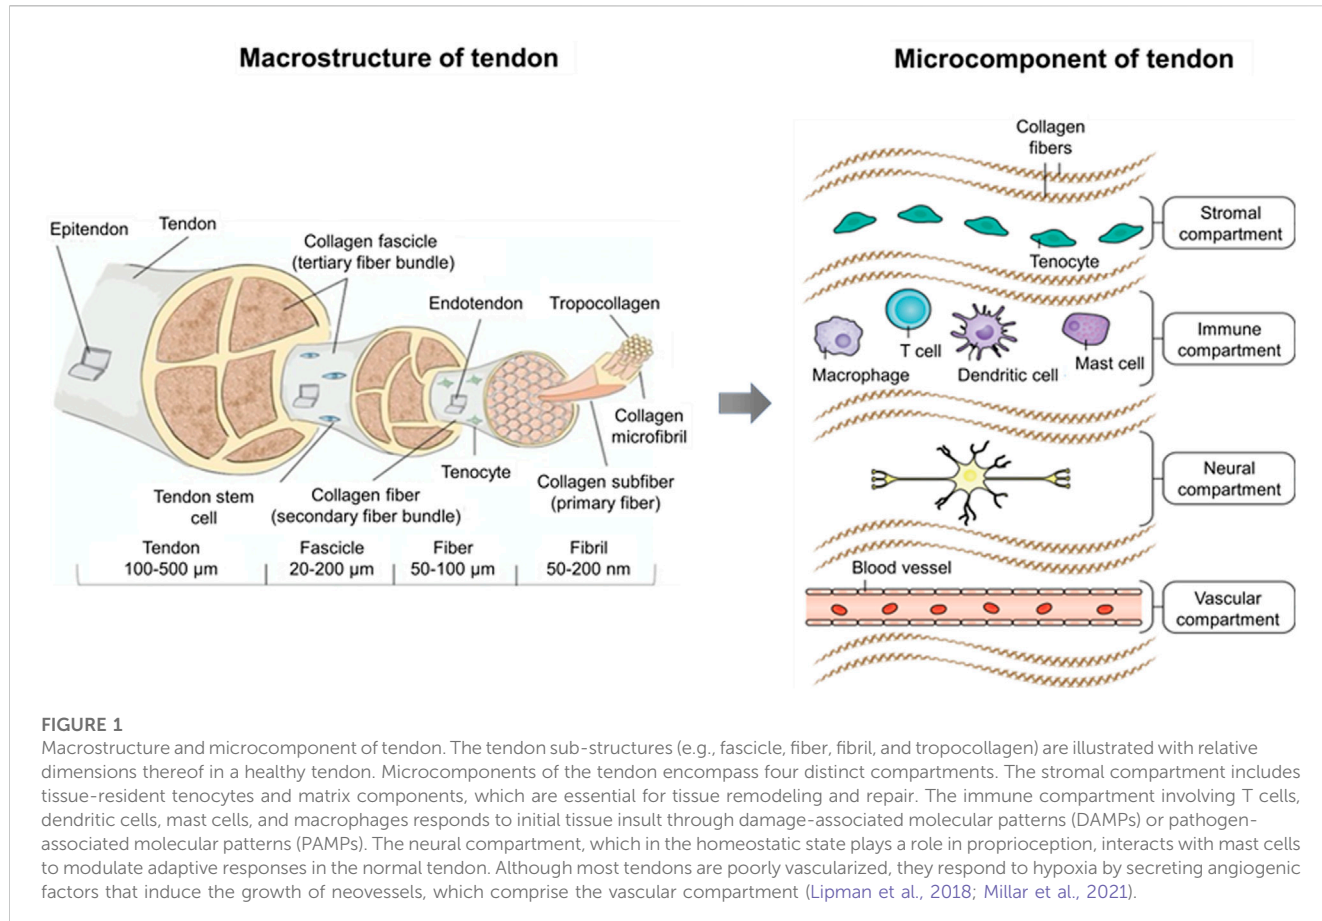 Macrostructure of tendon
Epitendon
Tendon
Collagen fascicle
(tertiary fiber bundle)
Endotendon
Tropocollagen
Collagen
microfibril
Tenocyte
Collagen subfiber
(primary fiber)
Tendon stem
cell
Collagen fiber
(secondary fiber bundle)
Tendon
100-500 μm
Fascicle
20-200 μm
Fiber
50-100 μm
Fibril
50-200 nm
Microcomponent of tendon
Collagen
fibers
Tenocyte
Stromal
compartment
T cell
Macrophage
Dendritic cell
Mast cell
Immune
compartment
Neural
compartment
Blood vessel
Vascular
compartment
FIGURE 1
Macrostructure and microcomponent of tendon. The tendon sub-structures (e.g., fascicle, fiber, fibril, and tropocollagen) are illustrated with relative
dimensions thereof in a healthy tendon. Microcomponents of the tendon encompass four distinct compartments. The stromal compartment includes
tissue-resident tenocytes and matrix components, which are essential for tissue remodeling and repair. The immune compartment involving T cells,
dendritic cells, mast cells, and macrophages responds to initial tissue insult through damage-associated molecular patterns (DAMPs) or pathogen-
associated molecular patterns (PAMPs). The neural compartment, which in the homeostatic state plays a role in proprioception, interacts with mast cells
to modulate adaptive responses in the normal tendon. Although most tendons are poorly vascularized, they respond to hypoxia by secreting angiogenic
factors that induce the growth of neovessels, which comprise the vascular compartment (Lipman et al., 2018; Millar et al., 2021).